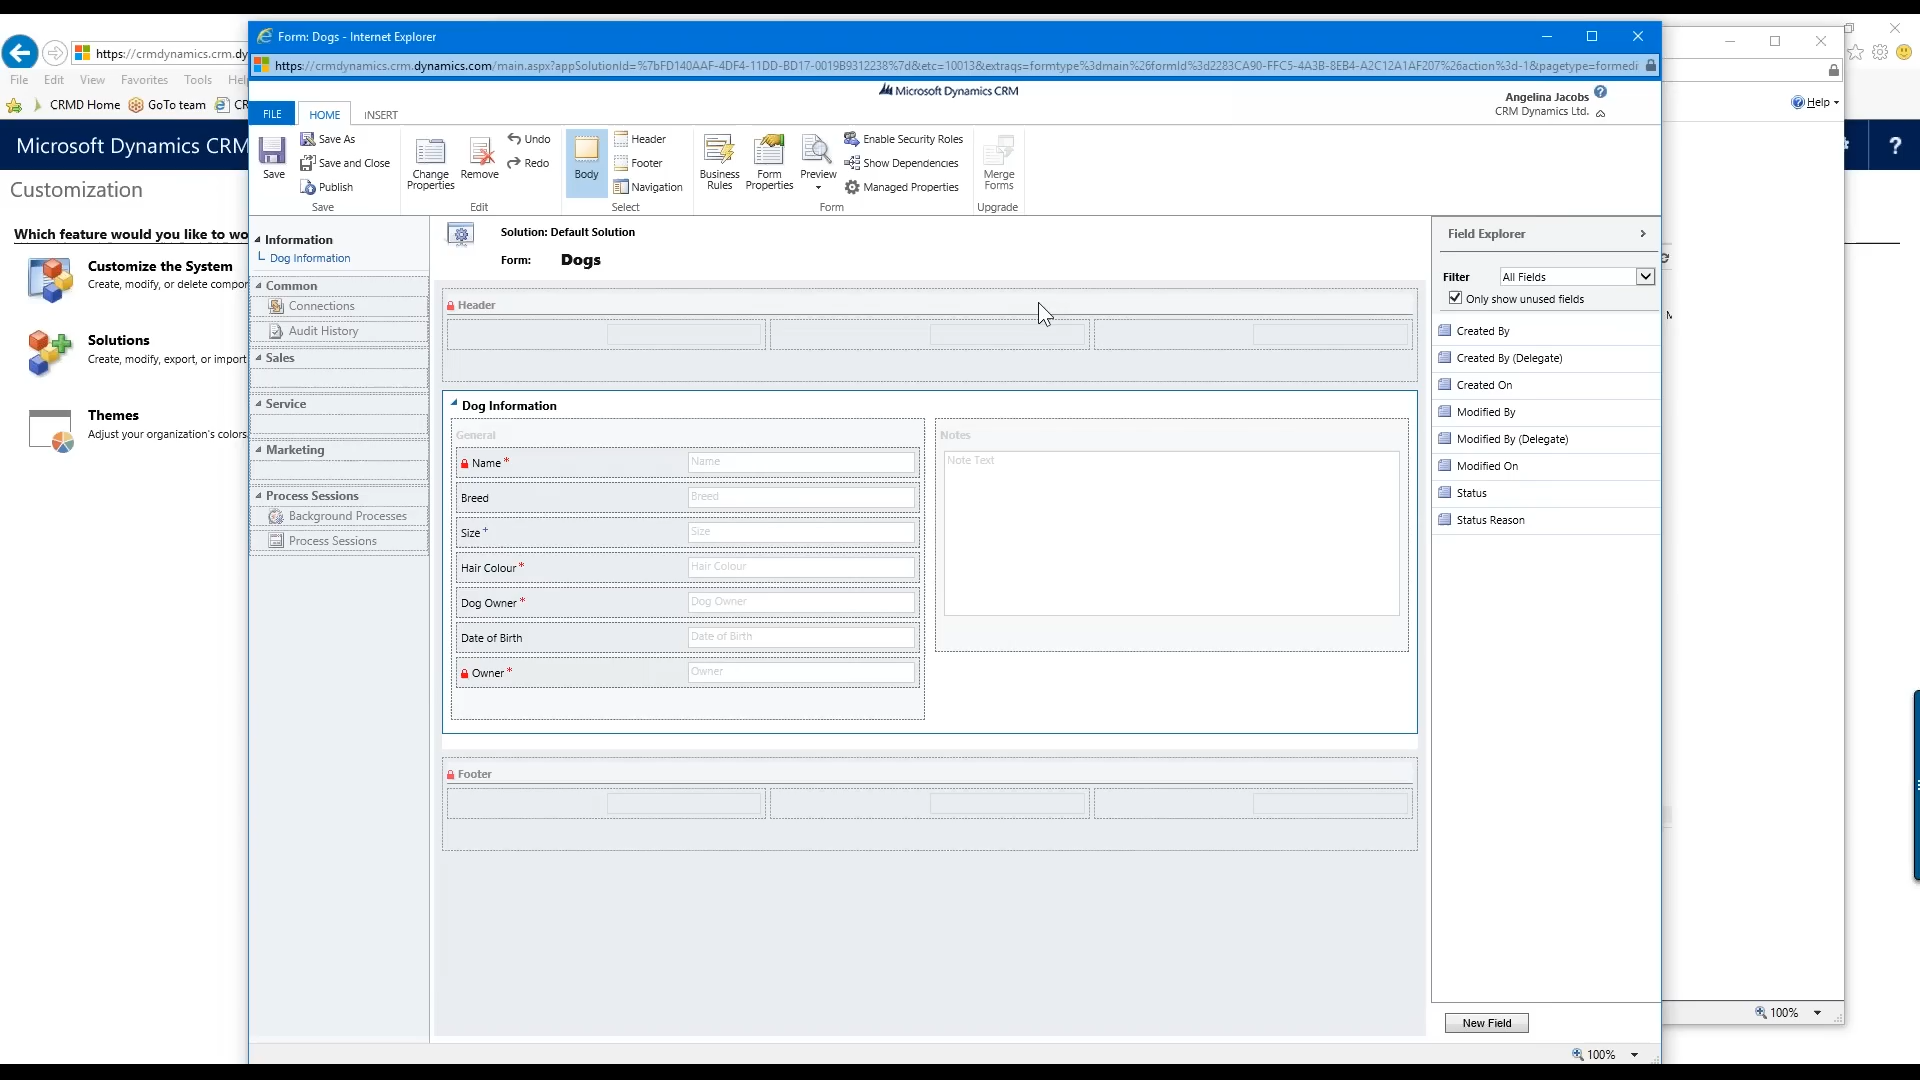 Form: Dogs - Internet Explorer
https://crmdynamics.crm.dy
https://crmdynamics.crm.dynamics.com/main.aspx?appSolutionId=%7bFD140AAF-4DF4-11DD-BD17-0019B9312238%7d&etc=10013&extraqs=formtype%3dmain%26formId%3d2283CA90-FFC5-4A3B-8EB4-A2C12A1AF207%26action%3d-1&pagetype=formedi
File Edit View Favorites Tools Help
CRMD Home GoTo team CR
Microsoft Dynamics CRM
Angelina Jacobs
CRM Dynamics Ltd.
Help
FILE HOME INSERT
Save
Save As
Save and Close
Publish
Save
Change Properties
Remove
Undo
Redo
Edit
Body
Header
Footer
Navigation
Select
Business Rules
Form Properties
Preview
Enable Security Roles
Show Dependencies
Managed Properties
Form
Merge Forms
Upgrade
Microsoft Dynamics CRM
?
Customization
Which feature would you like to wo
Customize the System
Create, modify, or delete compor
Solutions
Create, modify, export, or import
Themes
Adjust your organization's colors
Information
Dog Information
Common
Connections
Audit History
Sales
Service
Marketing
Process Sessions
Background Processes
Process Sessions
Solution: Default Solution
Form: Dogs
Header
Dog Information
General
Name* Name
Breed Breed
Size+ Size
Hair Colour* Hair Colour
Dog Owner* Dog Owner
Date of Birth Date of Birth
Owner* Owner
Notes
Note Text
Footer
Field Explorer
Filter All Fields
Only show unused fields
Created By
Created By (Delegate)
Created On
Modified By
Modified By (Delegate)
Modified On
Status
Status Reason
New Field
100%
100%